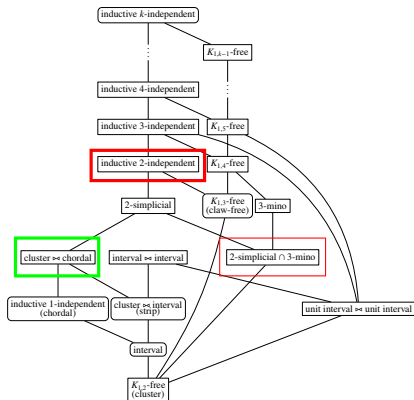 inductive k-independent
K1,k−1-free
inductive 4-independent
inductive 3-independent
K1,5-free
inductive 2-independent
K1,4-free
2-simplicial
K1,3-free
(claw-free)
3-mino
cluster ⋈ chordal
interval ⋈ interval
2-simplicial ∩ 3-mino
inductive 1-independent
(chordal)
cluster ⋈ interval
(strip)
unit interval ⋈ unit interval
interval
K1,2-free
(cluster)